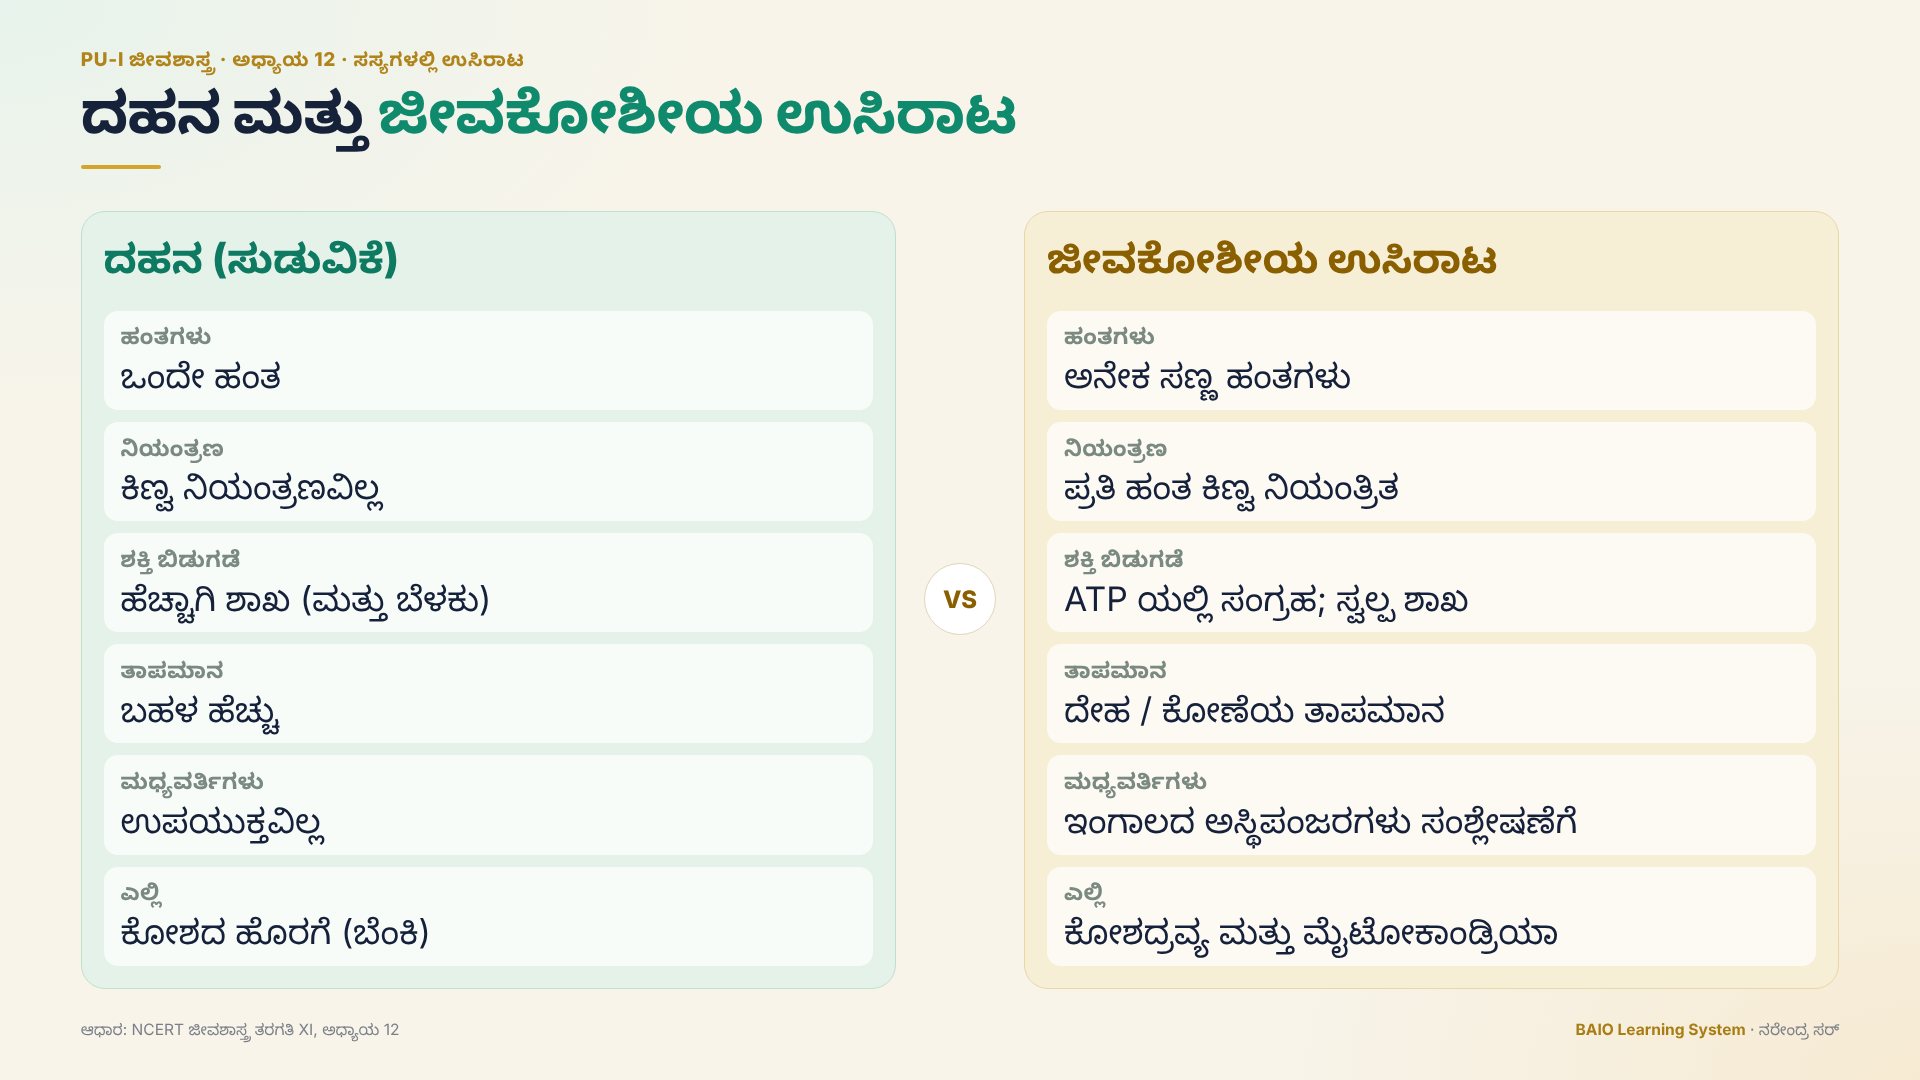 PU-I ಜೀವಶಾಸ್ತ್ರ · ಅಧ್ಯಾಯ 12 · ಸಸ್ಯಗಳಲ್ಲಿ ಉಸಿರಾಟ
ದಹನ ಮತ್ತು ಜೀವಕೋಶೀಯ ಉಸಿರಾಟ
ದಹನ (ಸುಡುವಿಕೆ)
ಹಂತಗಳು
ಒಂದೇ ಹಂತ
ನಿಯಂತ್ರಣ
ಕಿಣ್ವ ನಿಯಂತ್ರಣವಿಲ್ಲ
ಶಕ್ತಿ ಬಿಡುಗಡೆ
ಹೆಚ್ಚಾಗಿ ಶಾಖ (ಮತ್ತು ಬೆಳಕು)
ತಾಪಮಾನ
ಬಹಳ ಹೆಚ್ಚು
ಮಧ್ಯವರ್ತಿಗಳು
ಉಪಯುಕ್ತವಿಲ್ಲ
ಎಲ್ಲಿ
ಕೋಶದ ಹೊರಗೆ (ಬೆಂಕಿ)
VS
ಜೀವಕೋಶೀಯ ಉಸಿರಾಟ
ಹಂತಗಳು
ಅನೇಕ ಸಣ್ಣ ಹಂತಗಳು
ನಿಯಂತ್ರಣ
ಪ್ರತಿ ಹಂತ ಕಿಣ್ವ ನಿಯಂತ್ರಿತ
ಶಕ್ತಿ ಬಿಡುಗಡೆ
ATP ಯಲ್ಲಿ ಸಂಗ್ರಹ; ಸ್ವಲ್ಪ ಶಾಖ
ತಾಪಮಾನ
ದೇಹ / ಕೋಣೆಯ ತಾಪಮಾನ
ಮಧ್ಯವರ್ತಿಗಳು
ಇಂಗಾಲದ ಅಸ್ಥಿಪಂಜರಗಳು ಸಂಶ್ಲೇಷಣೆಗೆ
ಎಲ್ಲಿ
ಕೋಶದ್ರವ್ಯ ಮತ್ತು ಮೈಟೋಕಾಂಡ್ರಿಯಾ
ಆಧಾರ: NCERT ಜೀವಶಾಸ್ತ್ರ ತರಗತಿ XI, ಅಧ್ಯಾಯ 12
BAIO Learning System · ನರೇಂದ್ರ ಸರ್